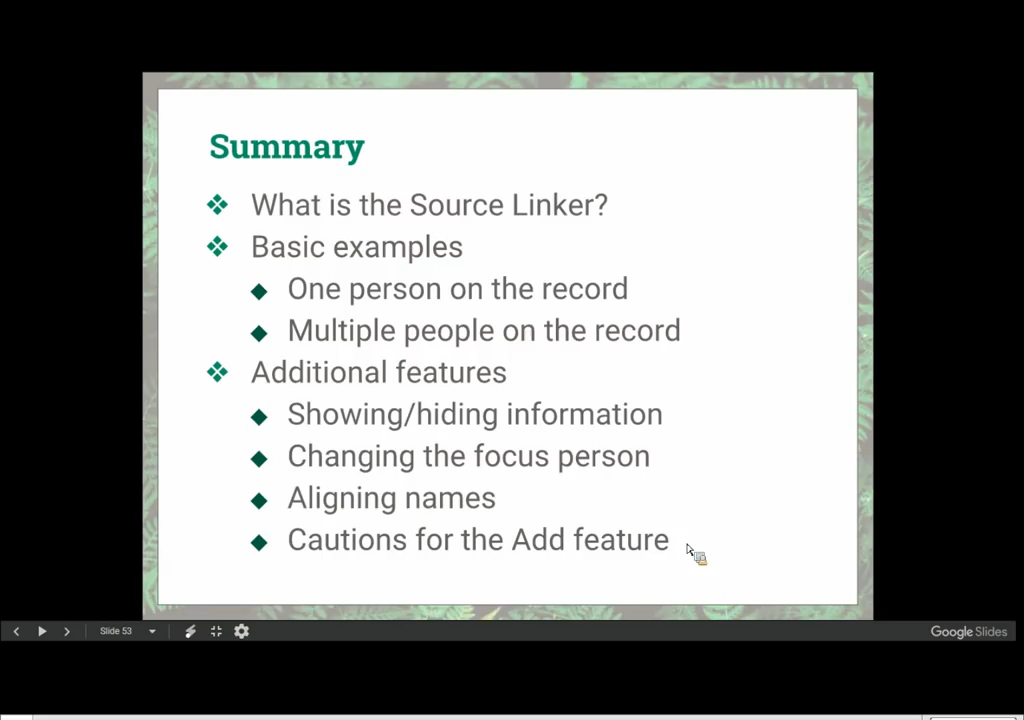 Summary
What is the Source Linker?
Basic examples
One person on the record
Multiple people on the record
Additional features
Showing/hiding information
Changing the focus person
Aligning names
Cautions for the Add feature
Slide 53
Google Slides